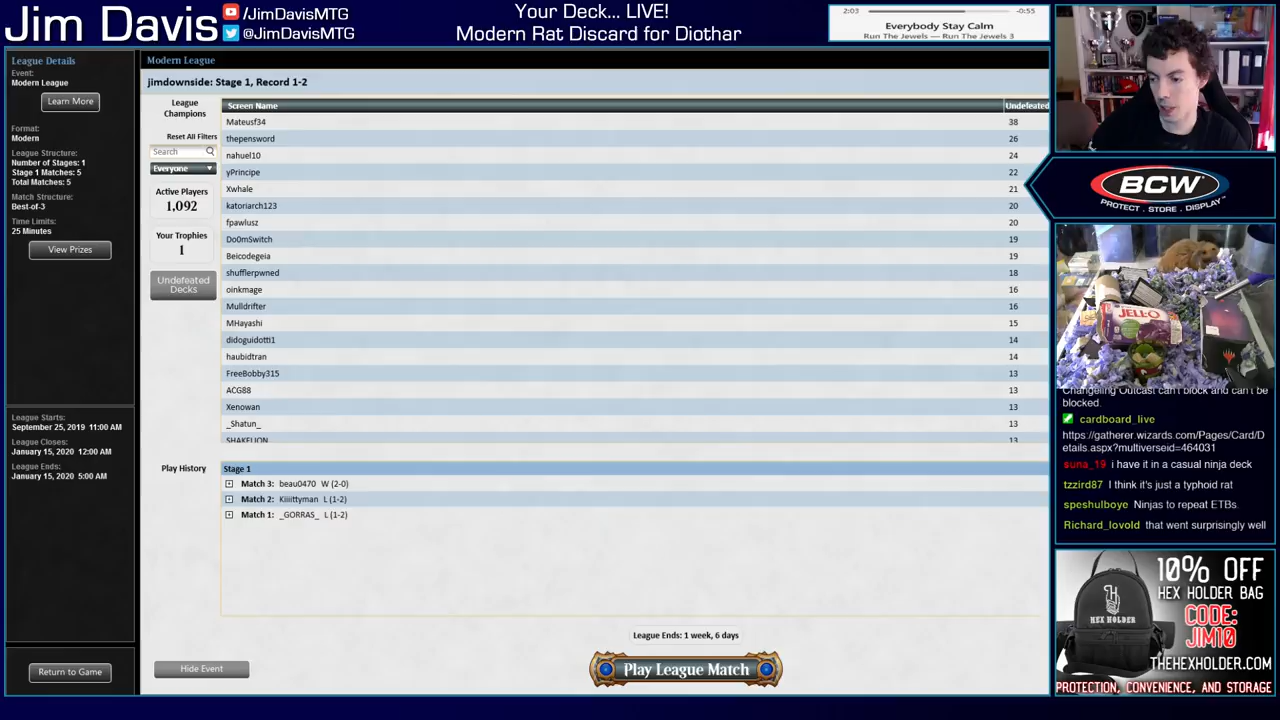 Jim Davis
/JimDavisMTG
@JimDavisMTG
Your Deck... LIVE!
Modern Rat Discard for Diothar
2:03
-0:55
Everybody Stay Calm
Run The Jewels — Run The Jewels 3
League Details
Event:
Modern League
Learn More
Format:
Modern
League Structure:
Number of Stages: 1
Stage 1 Matches: 5
Total Matches: 5
Match Structure:
Best-of-3
Time Limits:
25 Minutes
View Prizes
League Starts:
September 25, 2019 11:00 AM
League Closes:
January 15, 2020 12:00 AM
League Ends:
January 15, 2020 5:00 AM
Return to Game
Modern League
jimdownside: Stage 1, Record 1-2
League
Champions
Reset All Filters
Search
Everyone
Active Players
1,092
Your Trophies
1
Undefeated
Decks
Screen Name Undefeated
Mateusf34 38
thepensword 26
nahuel10 24
yPrincipe 22
Xwhale 21
katoriarch123 20
fpawlusz 20
Do0mSwitch 19
Beicodegeia 19
shufflerpwned 18
oinkmage 16
Mulldrifter 16
MHayashi 15
didoguidotti1 14
haubidtran 14
FreeBobby315 13
ACG88 13
Xenowan 13
_Shatun_ 13
SHAKELION 13
Play History
Stage 1
Match 3: beau0470 W (2-0)
Match 2: Kiiiittyman L (1-2)
Match 1: _GORRAS_ L (1-2)
League Ends: 1 week, 6 days
Hide Event
Play League Match
BCW
PROTECT . STORE . DISPLAY
JELL-O
Changeling Outcast can't block and can't be
blocked.
cardboard_live
https://gatherer.wizards.com/Pages/Card/D
etails.aspx?multiverseid=464031
suna_19 i have it in a casual ninja deck
tzzird87 I think it's just a typhoid rat
speshulboye Ninjas to repeat ETBs.
Richard_lovold that went surprisingly well
HEX HOLDER
10% OFF
HEX HOLDER BAG
CODE:
JIM10
THEHEXHOLDER.COM
PROTECTION, CONVENIENCE, AND STORAGE